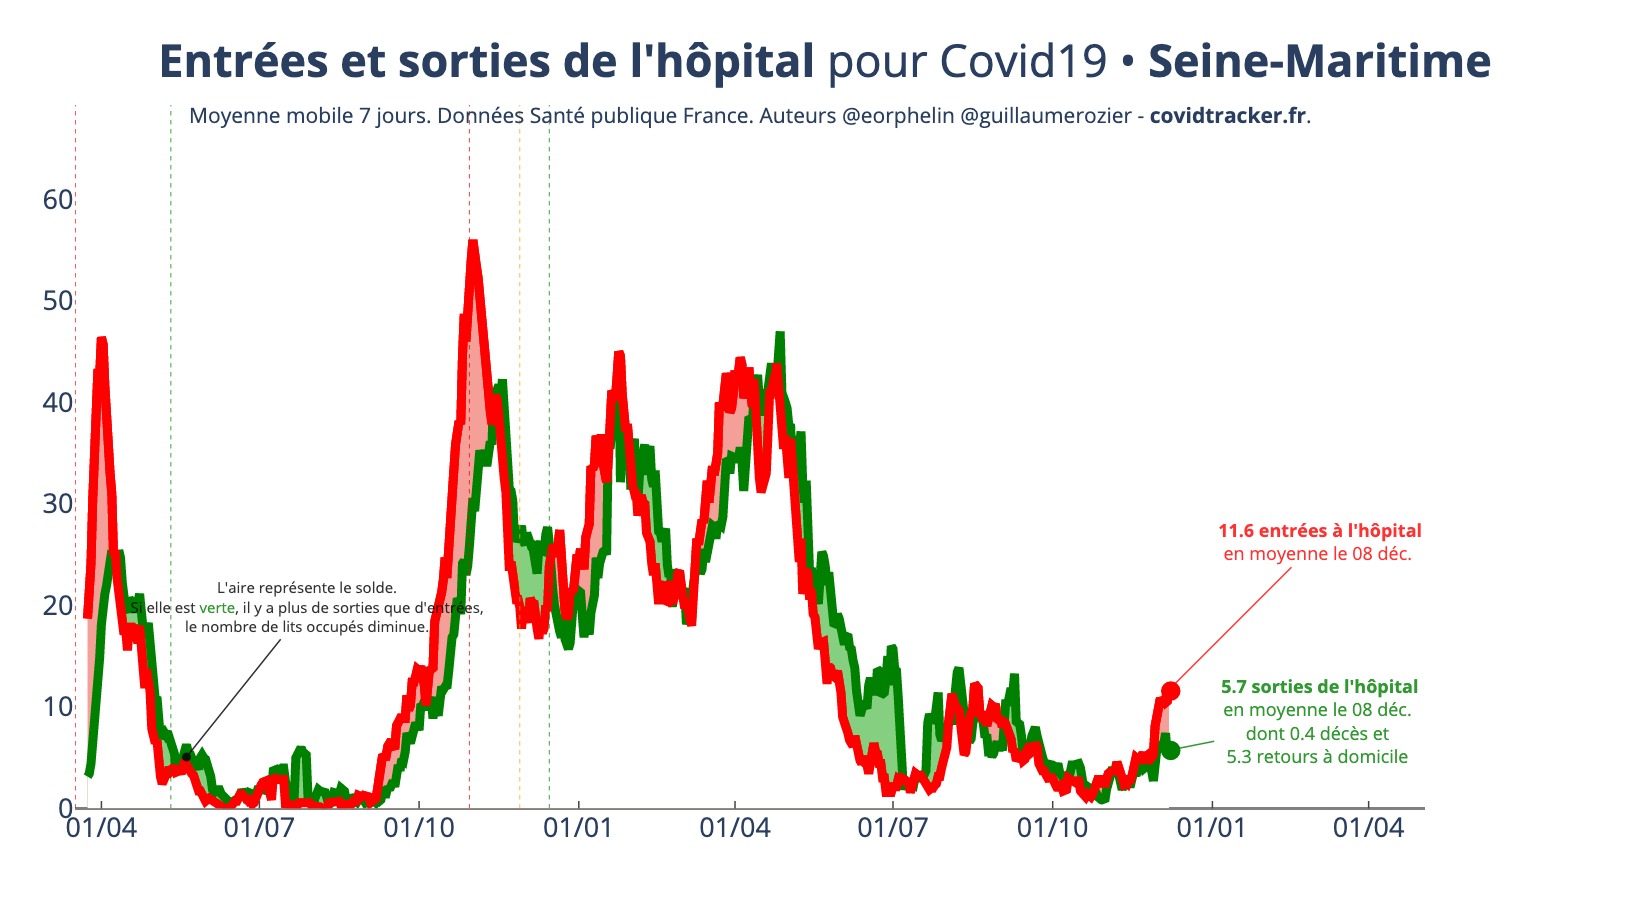 Entrées et sorties de l'hôpital pour Covid19 • Seine-Maritime
Moyenne mobile 7 jours. Données Santé publique France. Auteurs @eorphelin @guillaumerozier - covidtracker.fr.
60
50
40
30
20
10
0
L'aire représente le solde.
Si elle est verte, il y a plus de sorties que d'entrées,
le nombre de lits occupés diminue.
11.6 entrées à l'hôpital
en moyenne le 08 déc.
5.7 sorties de l'hôpital
en moyenne le 08 déc.
dont 0.4 décès et
5.3 retours à domicile
01/04 01/07 01/10 01/01 01/04 01/07 01/10 01/01 01/04